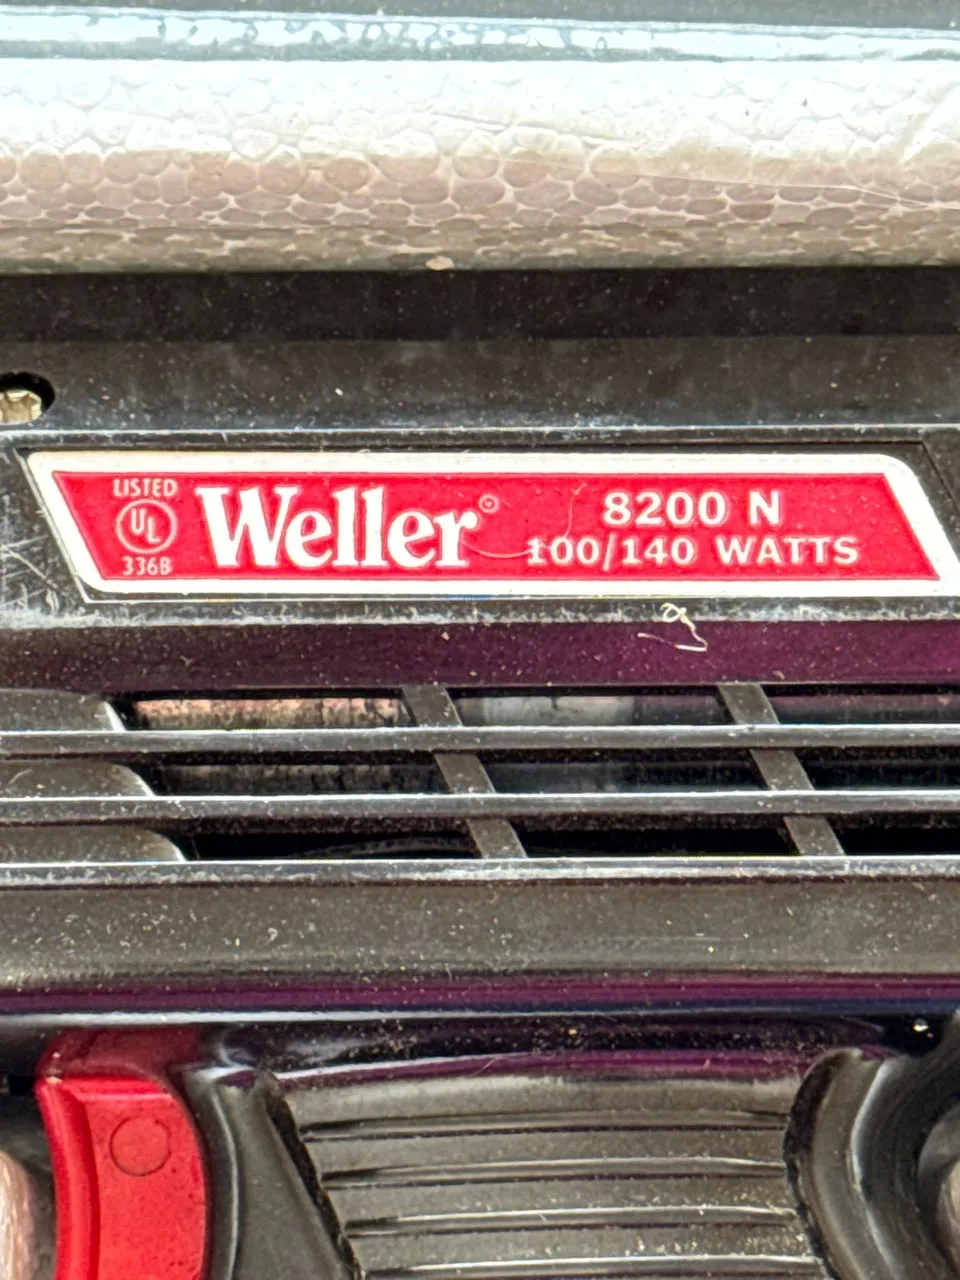 LISTED
UL
336B
Weller®
8200 N
100/140 WATTS